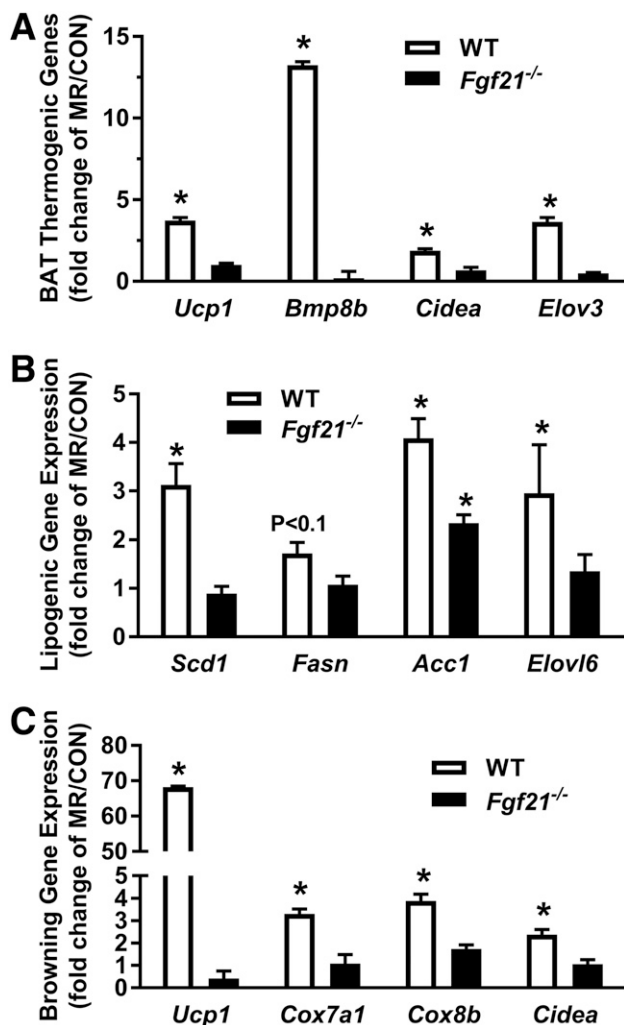 A
BAT Thermogenic Genes
(fold change of MR/CON)
15
10
5
0
*
*
*
*
WT
Fgf21-/-
Ucp1 Bmp8b Cidea Elov3
B
Lipogenic Gene Expression
(fold change of MR/CON)
5
4
3
2
1
0
*
P<0.1
*
*
*
WT
Fgf21-/-
Scd1 Fasn Acc1 Elovl6
C
Browning Gene Expression
(fold change of MR/CON)
80
70
60
50
4
3
2
1
0
*
*
*
*
WT
Fgf21-/-
Ucp1 Cox7a1 Cox8b Cidea